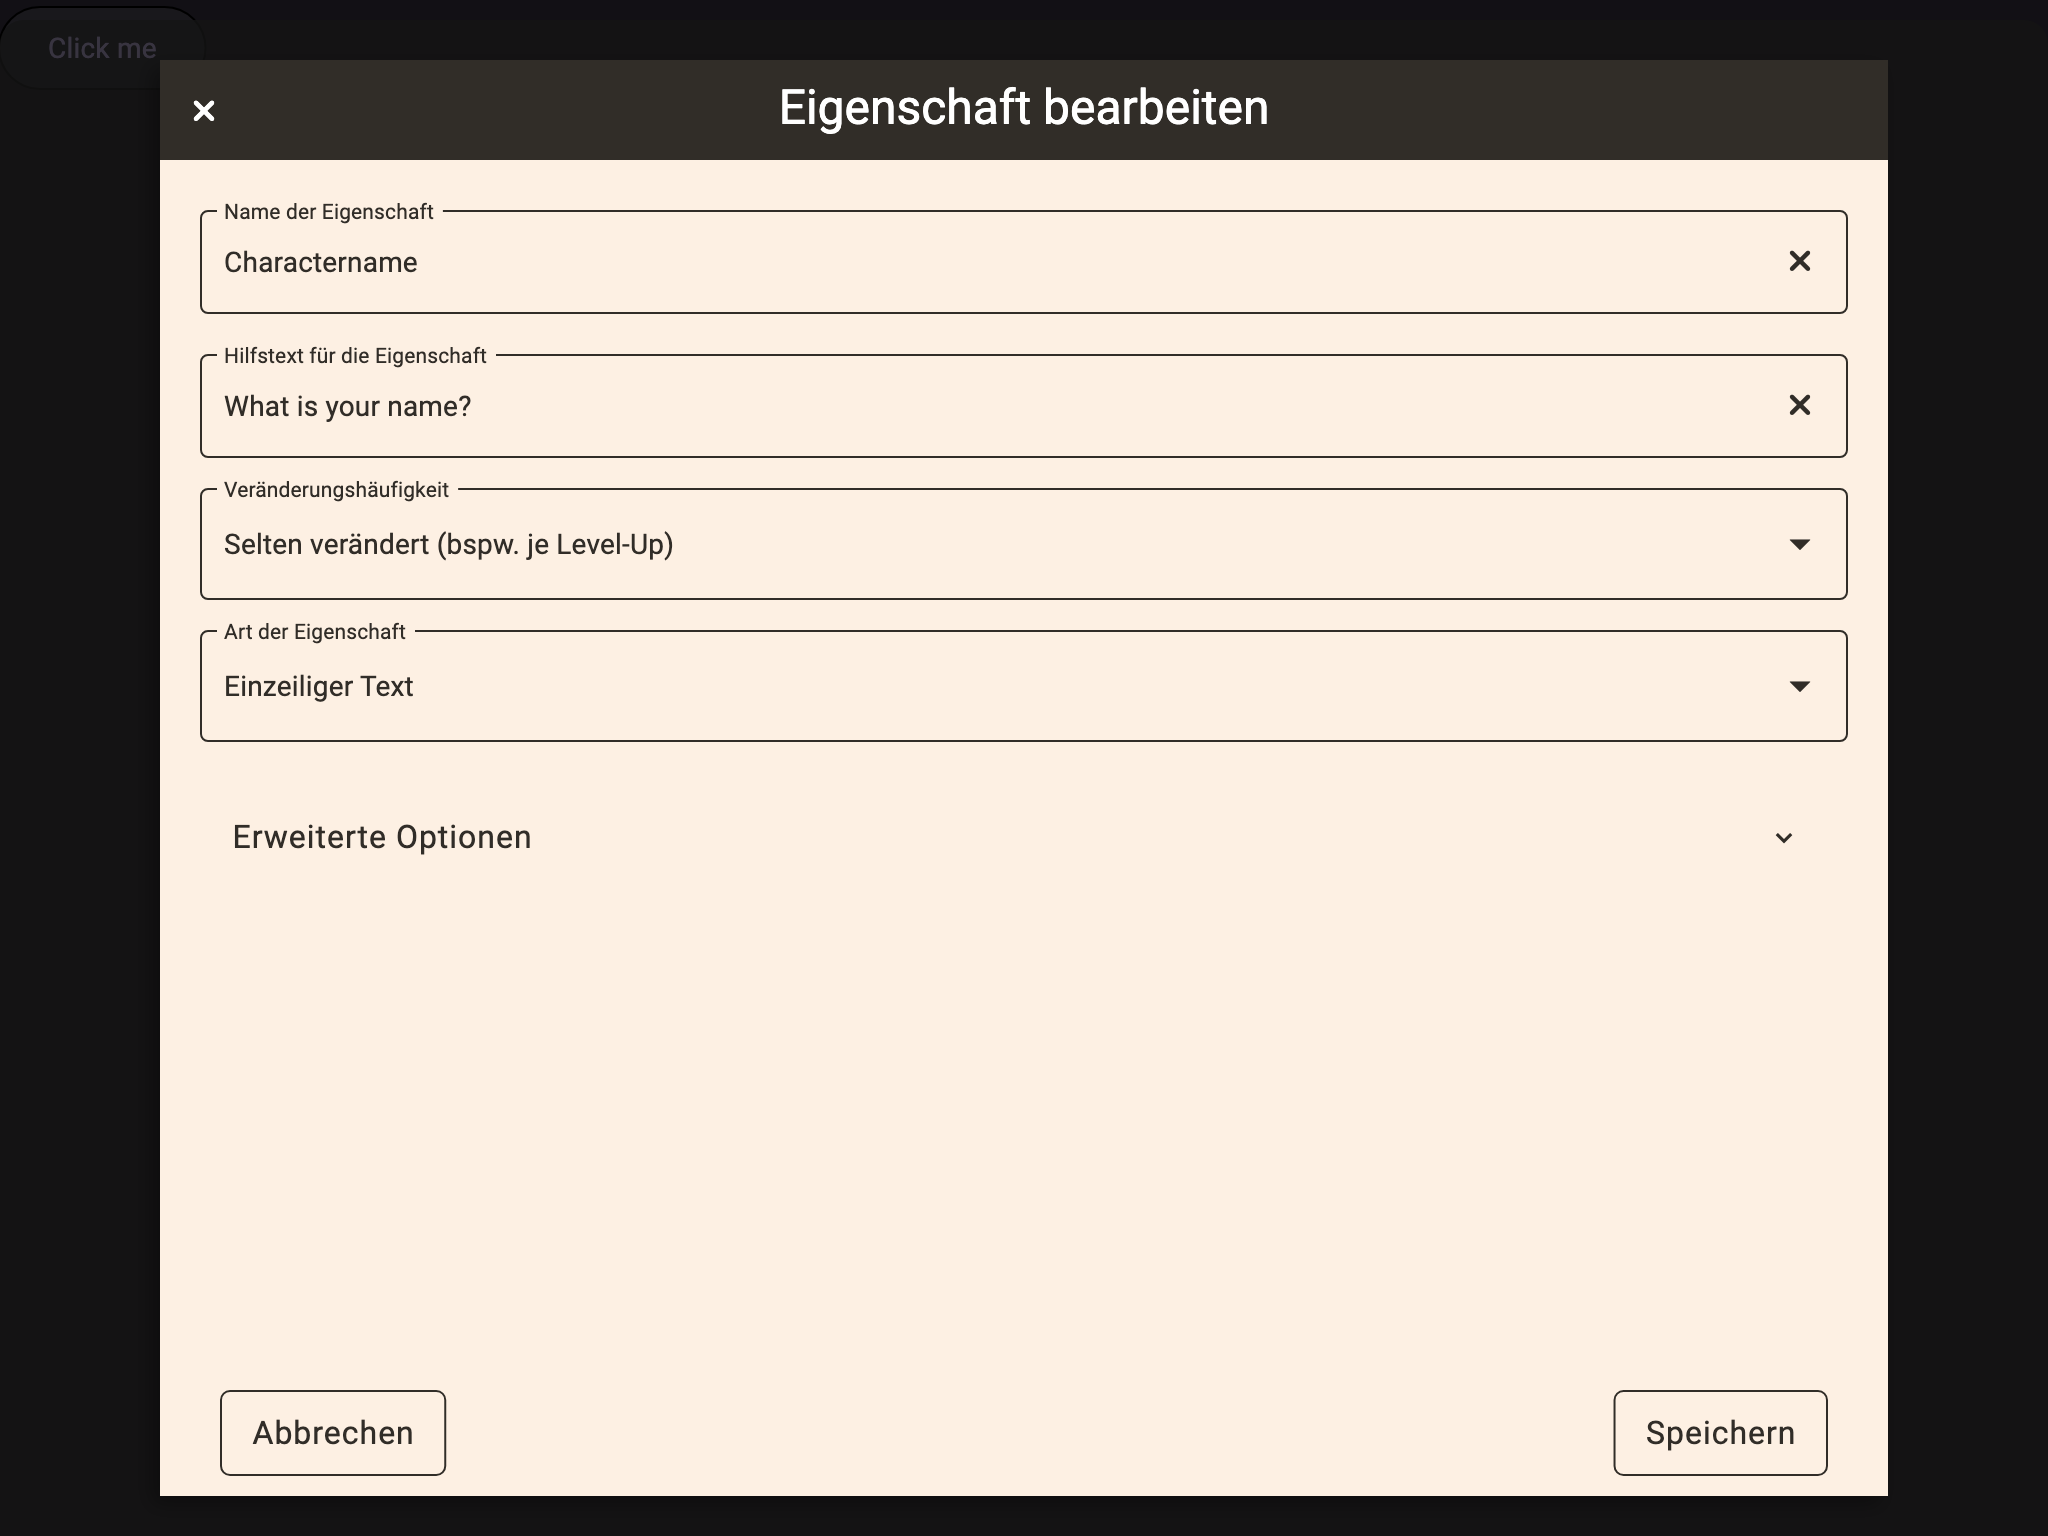 Click me
Eigenschaft bearbeiten
Name der Eigenschaft
Charactername
Hilfstext für die Eigenschaft
What is your name?
Veränderungshäufigkeit
Selten verändert (bspw. je Level-Up)
Art der Eigenschaft
Einzeiliger Text
Erweiterte Optionen
Abbrechen
Speichern